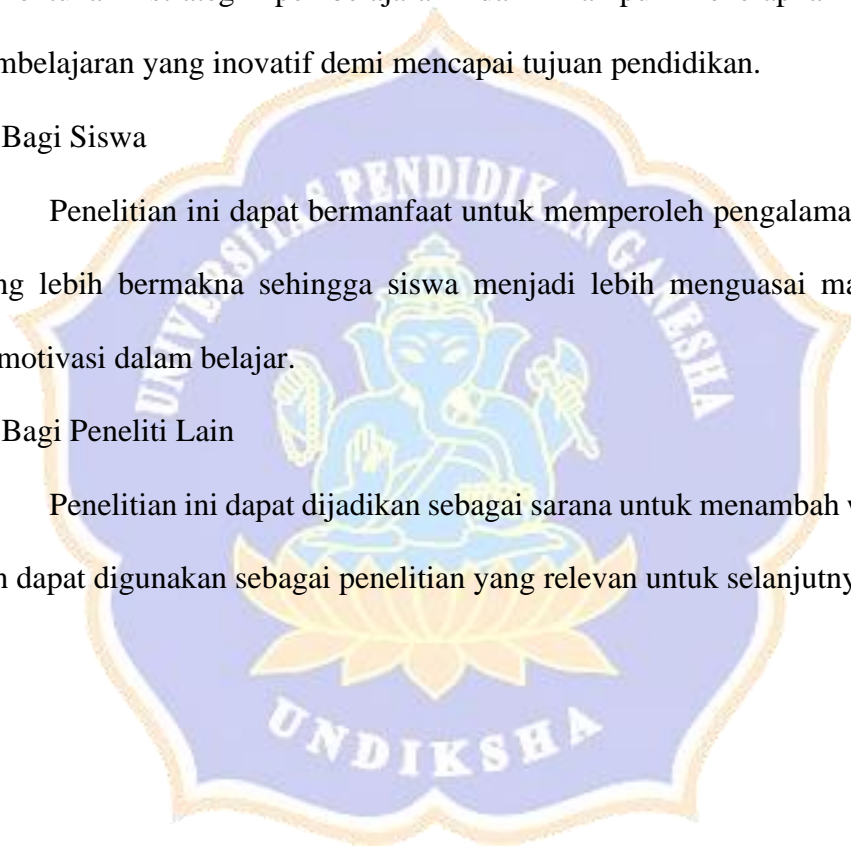 mbelajaran yang inovatif demi mencapai tujuan pendidikan.
Bagi Siswa
Penelitian ini dapat bermanfaat untuk memperoleh pengalama
ng lebih bermakna sehingga siswa menjadi lebih menguasai ma
motivasi dalam belajar.
Bagi Peneliti Lain
Penelitian ini dapat dijadikan sebagai sarana untuk menambah
n dapat digunakan sebagai penelitian yang relevan untuk selanjutny
UNIVERSITAS PENDIDIKAN GANESHA
UNDIKSHA